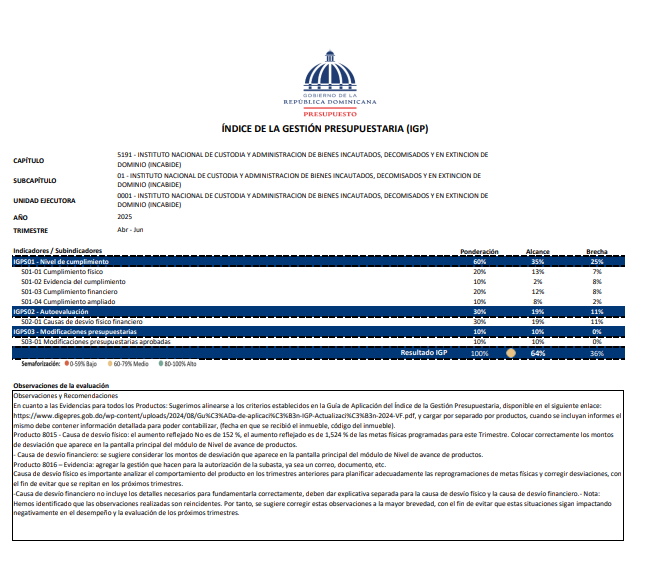 GOBIERNO DE LA
REPÚBLICA DOMINICANA
PRESUPUESTO
ÍNDICE DE LA GESTIÓN PRESUPUESTARIA (IGP)
CAPÍTULO 5191 - INSTITUTO NACIONAL DE CUSTODIA Y ADMINISTRACION DE BIENES INCAUTADOS, DECOMISADOS Y EN EXTINCION DE
DOMINIO (INCABIDE)
SUBCAPÍTULO 01 - INSTITUTO NACIONAL DE CUSTODIA Y ADMINISTRACION DE BIENES INCAUTADOS, DECOMISADOS Y EN EXTINCION DE
DOMINIO (INCABIDE)
UNIDAD EJECUTORA 0001 - INSTITUTO NACIONAL DE CUSTODIA Y ADMINISTRACION DE BIENES INCAUTADOS, DECOMISADOS Y EN EXTINCION DE
DOMINIO (INCABIDE)
AÑO 2025
TRIMESTRE Abr - Jun
Indicadores / Subindicadores Ponderación Alcance Brecha
IGPS01 - Nivel de cumplimiento 60% 35% 25%
S01-01 Cumplimiento físico 20% 13% 7%
S01-02 Evidencia del cumplimiento 10% 2% 8%
S01-03 Cumplimiento financiero 20% 12% 8%
S01-04 Cumplimiento ampliado 10% 8% 2%
IGPS02 - Autoevaluación 30% 19% 11%
S02-01 Causas de desvío físico financiero 30% 19% 11%
IGPS03 - Modificaciones presupuestarias 10% 10% 0%
S03-01 Modificaciones presupuestarias aprobadas 10% 10% 0%
Resultado IGP 100% 64% 36%
Semaforización: 0-59% Bajo 60-79% Medio 80-100% Alto
Observaciones de la evaluación
Observaciones y Recomendaciones
En cuanto a las Evidencias para todos los Productos: Sugerimos alinearse a los criterios establecidos en la Guía de Aplicación del Índice de la Gestión Presupuestaria, disponible en el siguiente enlace:
https://www.digepres.gob.do/wp-content/uploads/2024/08/Gu%C3%ADa-de-aplicaci%C3%B3n-IGP-Actualizaci%C3%B3n-2024-VF.pdf, y cargar por separado por productos, cuando se incluyan informes el
mismo debe contener información detallada para poder contabilizar, (fecha en que se recibió el inmueble, código del inmueble).
Producto 8015 - Causa de desvío físico: el aumento reflejado No es de 152 %, el aumento reflejado es de 1,524 % de las metas físicas programadas para este Trimestre. Colocar correctamente los montos
de desviación que aparece en la pantalla principal del módulo de Nivel de avance de productos.
- Causa de desvío financiero: se sugiere considerar los montos de desviación que aparece en la pantalla principal del módulo de Nivel de avance de productos.
Producto 8016 – Evidencia: agregar la gestión que hacen para la autorización de la subasta, ya sea un correo, documento, etc.
Causa de desvío físico es importante analizar el comportamiento del producto en los trimestres anteriores para planificar adecuadamente las reprogramaciones de metas físicas y corregir desviaciones, con
el fin de evitar que se repitan en los próximos trimestres.
-Causa de desvío financiero no incluye los detalles necesarios para fundamentarla correctamente, deben dar explicativa separada para la causa de desvío físico y la causa de desvío financiero.- Nota:
Hemos identificado que las observaciones realizadas son reincidentes. Por tanto, se sugiere corregir estas observaciones a la mayor brevedad, con el fin de evitar que estas situaciones sigan impactando
negativamente en el desempeño y la evaluación de los próximos trimestres.